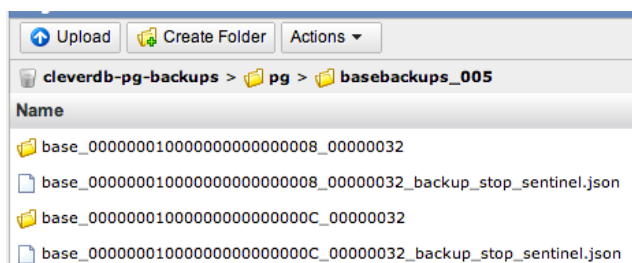 Upload Create Folder Actions
cleverdb-pg-backups > pg > basebackups_005
Name
base_000000010000000000000008_00000032
base_000000010000000000000008_00000032_backup_stop_sentinel.json
base_00000001000000000000000C_00000032
base_00000001000000000000000C_00000032_backup_stop_sentinel.json